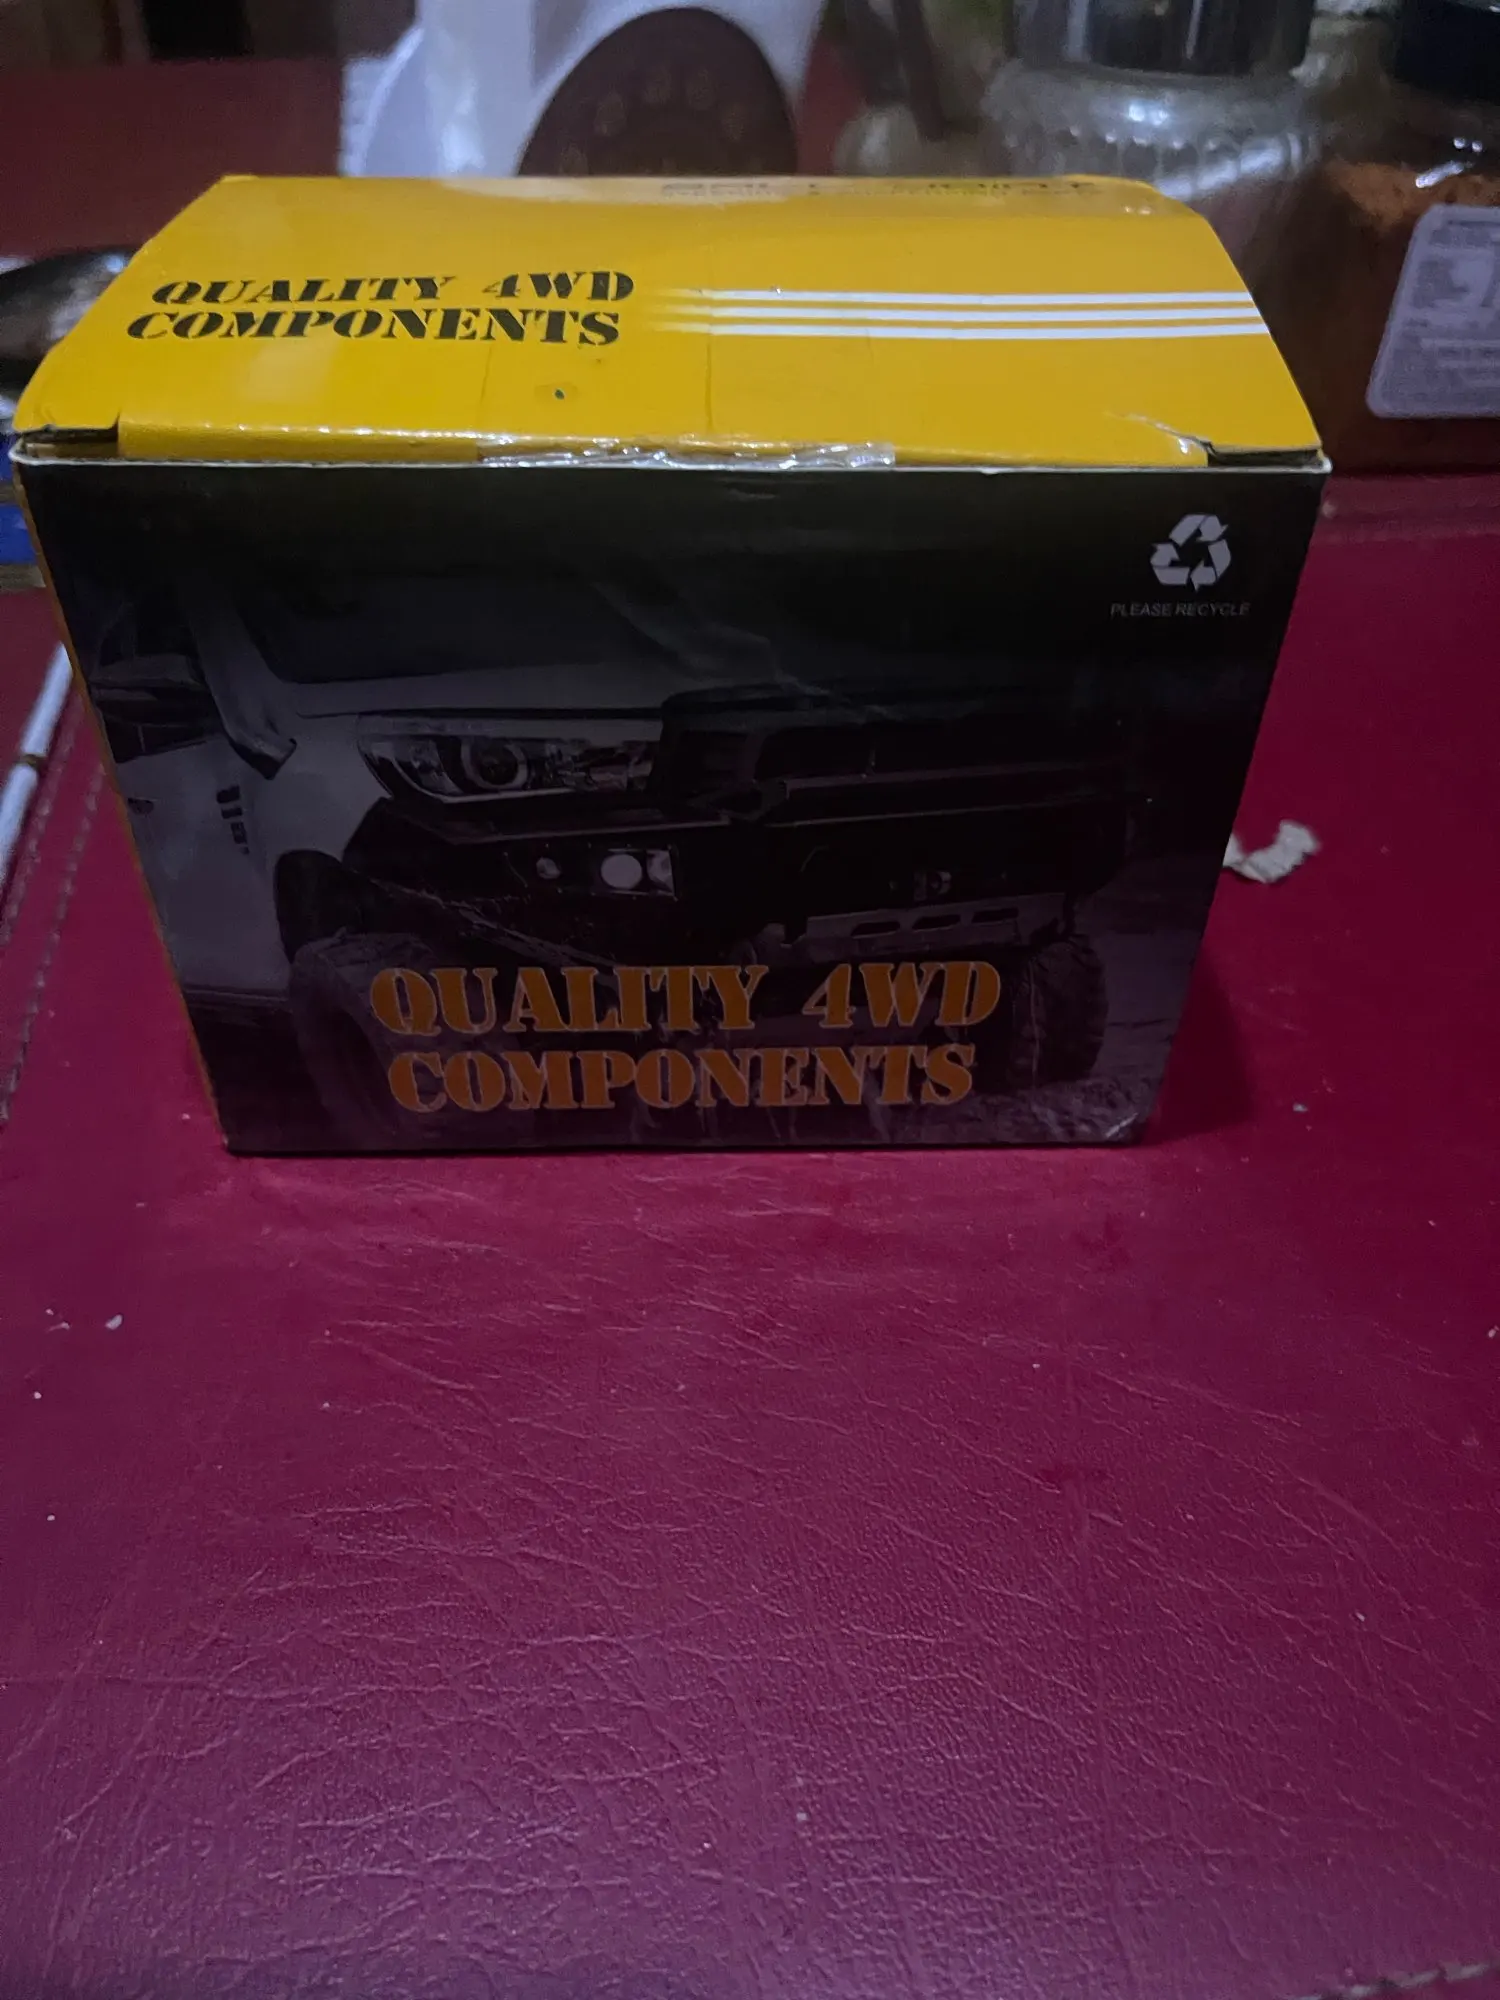 QUALITY 4WD
COMPONENTS
PLEASE RECYCLE
QUALITY 4WD
COMPONENTS